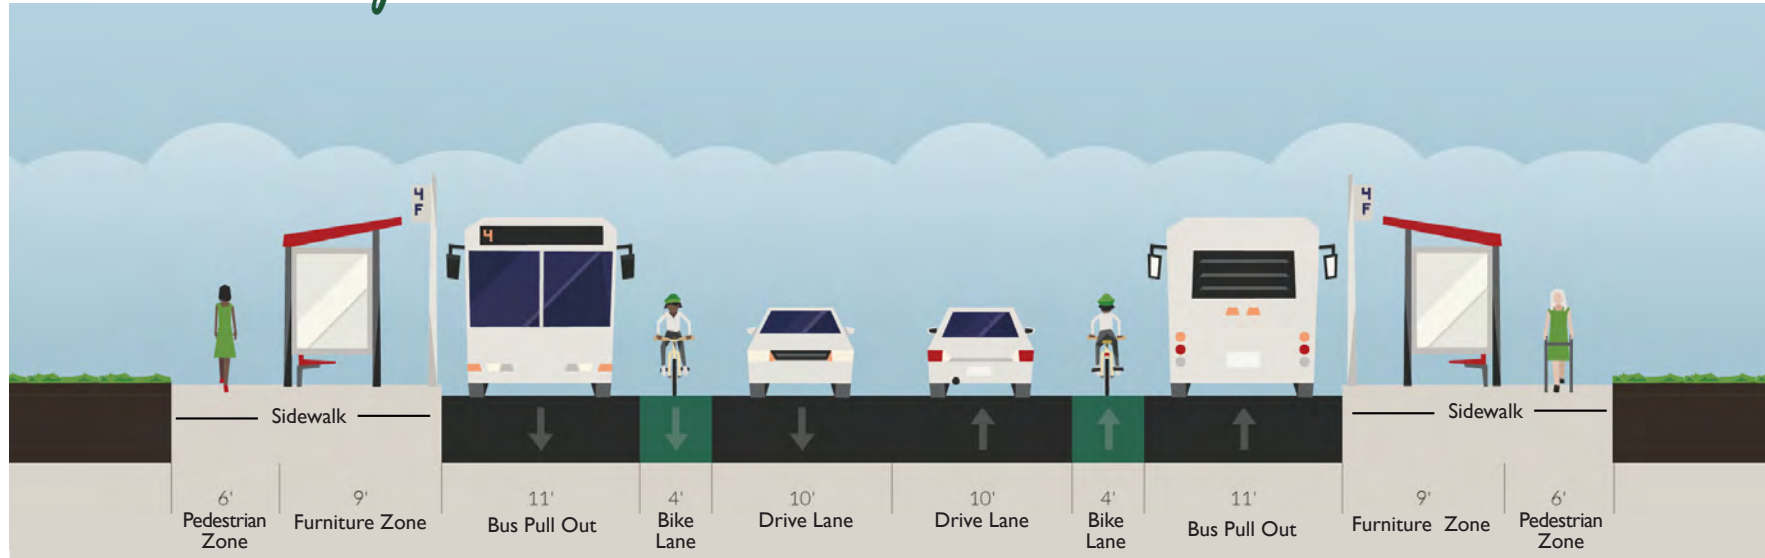 4
F
4
4
F
Sidewalk
Sidewalk
6' 9' 11' 4' 10' 10' 4' 11' 9' 6'
Pedestrian Zone
Furniture Zone
Bus Pull Out
Bike Lane
Drive Lane
Drive Lane
Bike Lane
Bus Pull Out
Furniture Zone
Pedestrian Zone